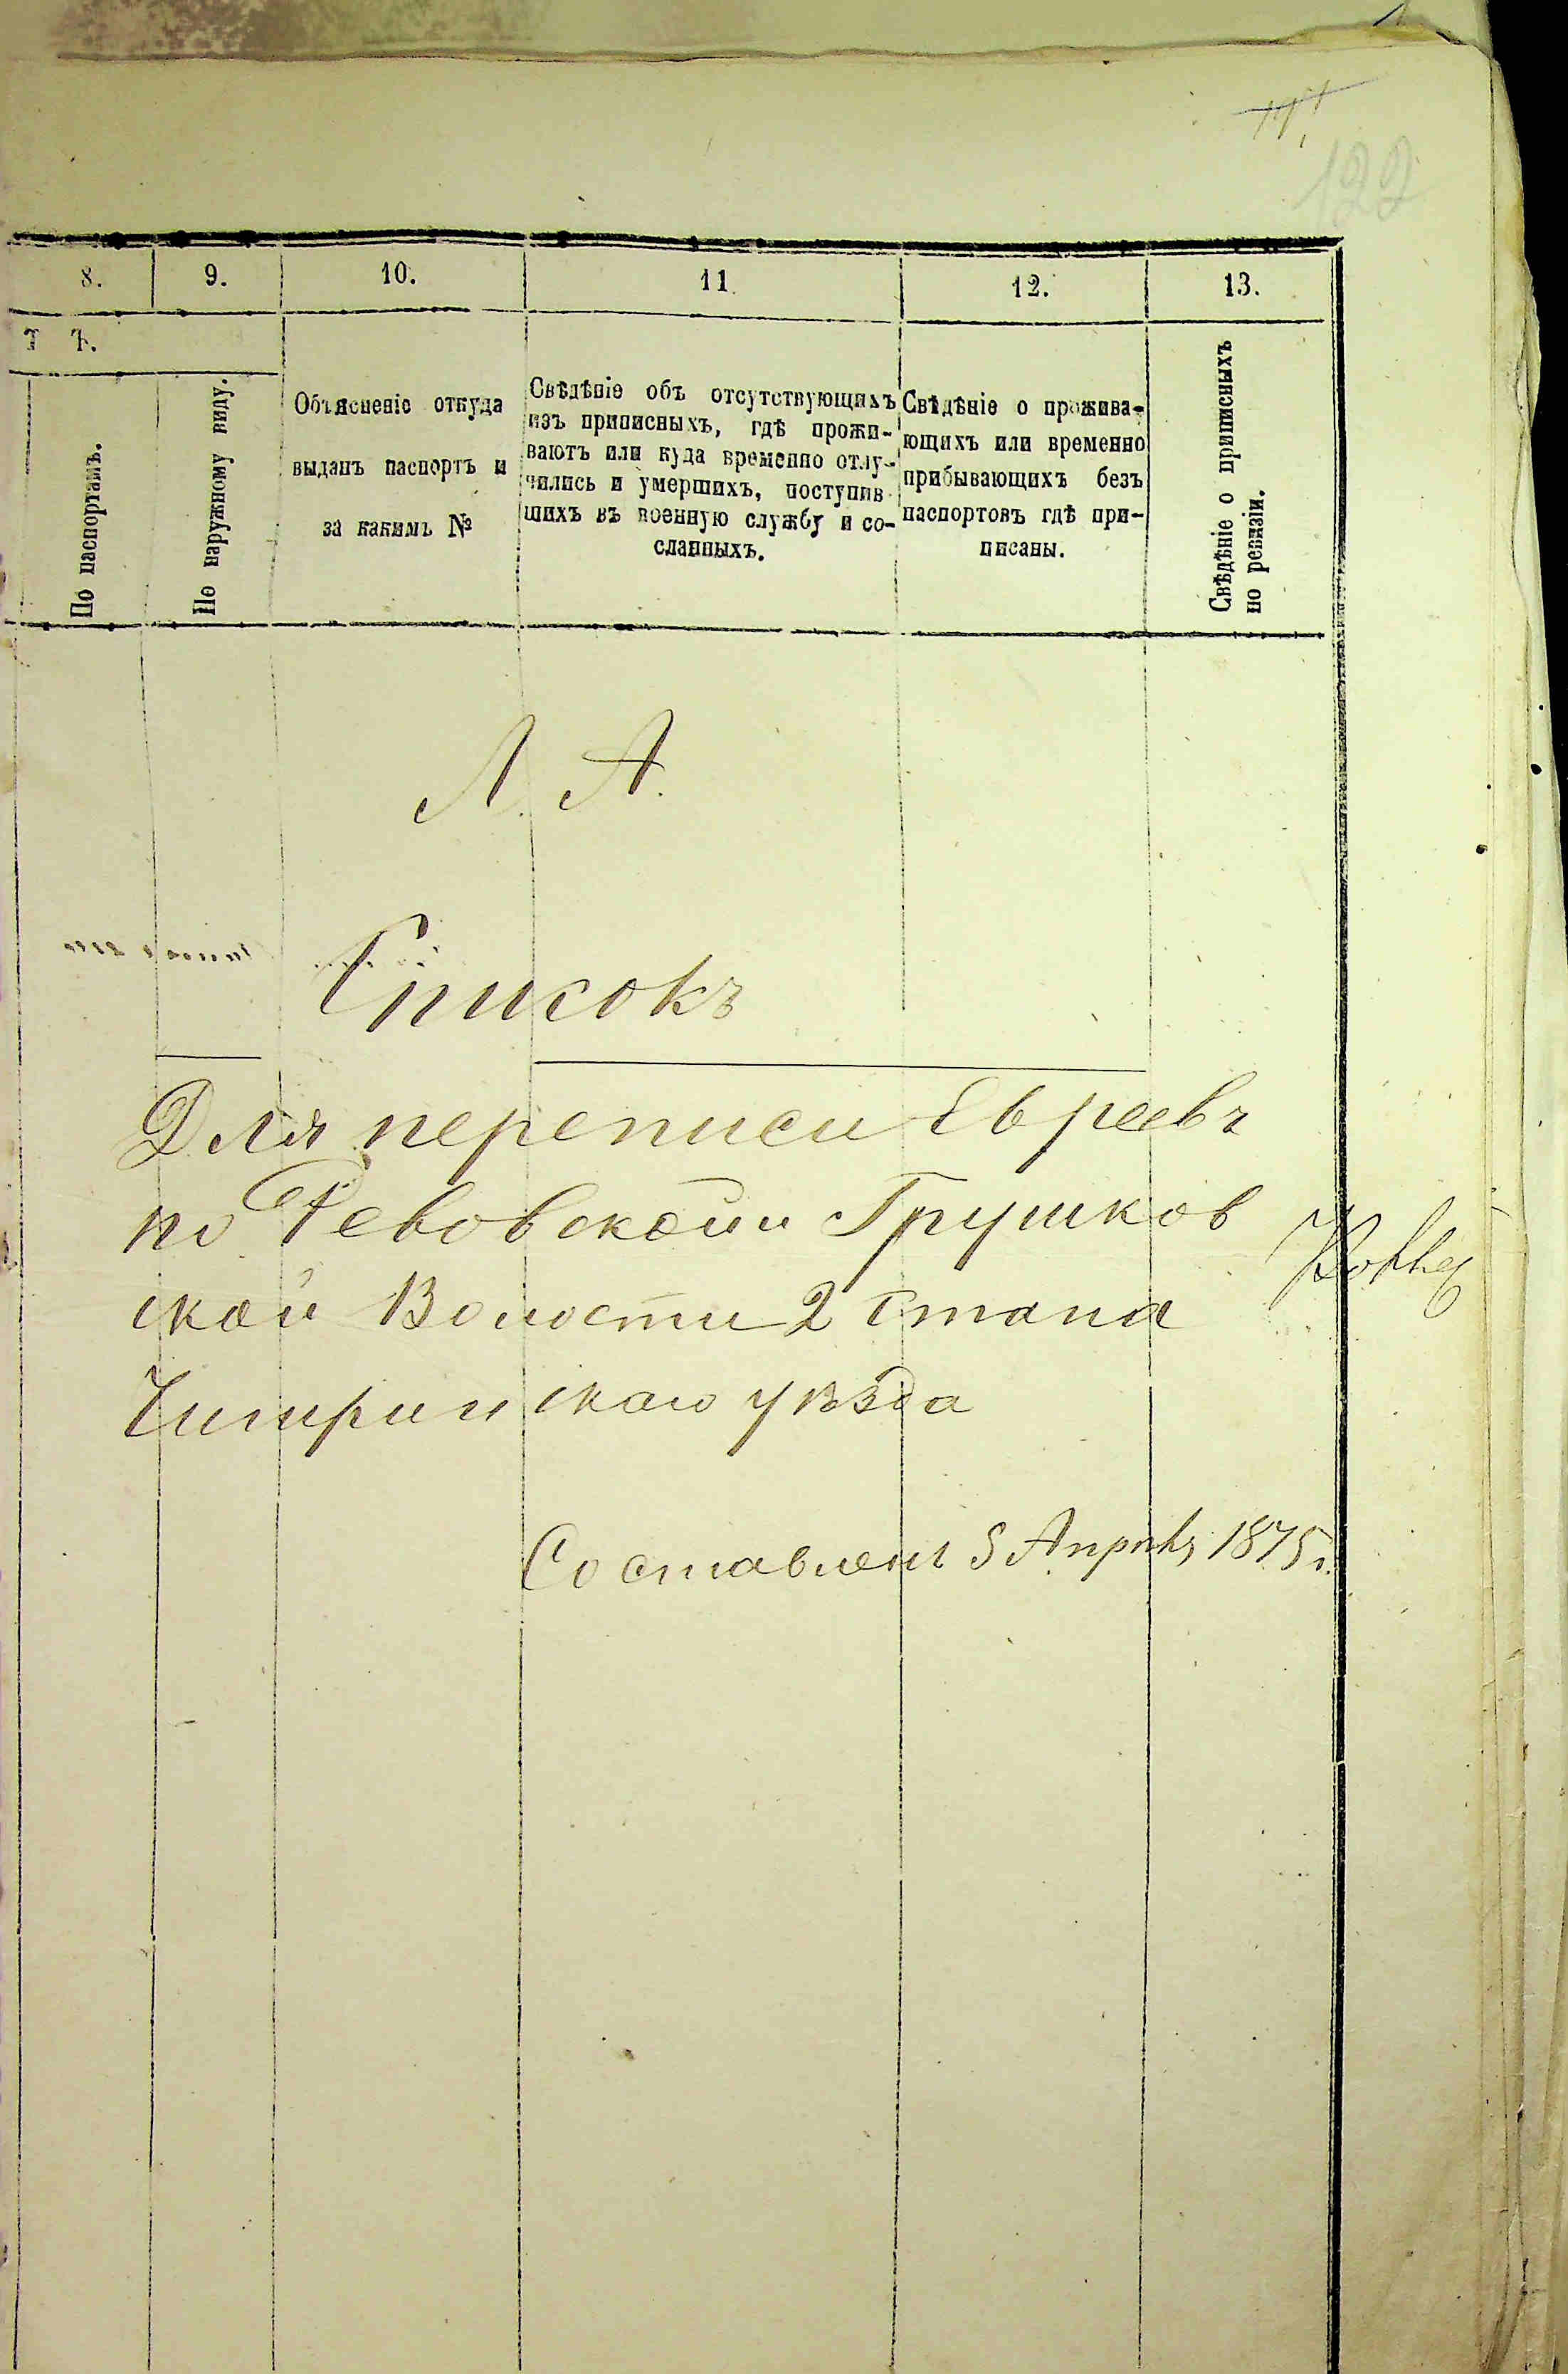 122
8.
9.
10.
11
12.
13.
Т Ъ.
По паспортамъ.
По наружному виду.
Объясненіе откуда
выданъ паспортъ и
за какимъ №
Свѣдѣніе объ отсутствующихъ
изъ приписныхъ, гдѣ прожи-
ваютъ или куда временно отлу-
чились и умершихъ, поступив
шихъ въ военную службу и со-
сланныхъ.
Свѣдѣніе о прожива-
ющихъ или временно
прибывающихъ безъ
паспортовъ гдѣ при-
писаны.
Свѣдѣніе о приписныхъ
по ревизіи.
Л. А.
Списокъ
Для переписи Евреевъ
по Ревовской и Грушков
ской Волости 2 Стана
Чигиринскаго уѣзда
Составленъ 5 Апрѣля 1875 г.